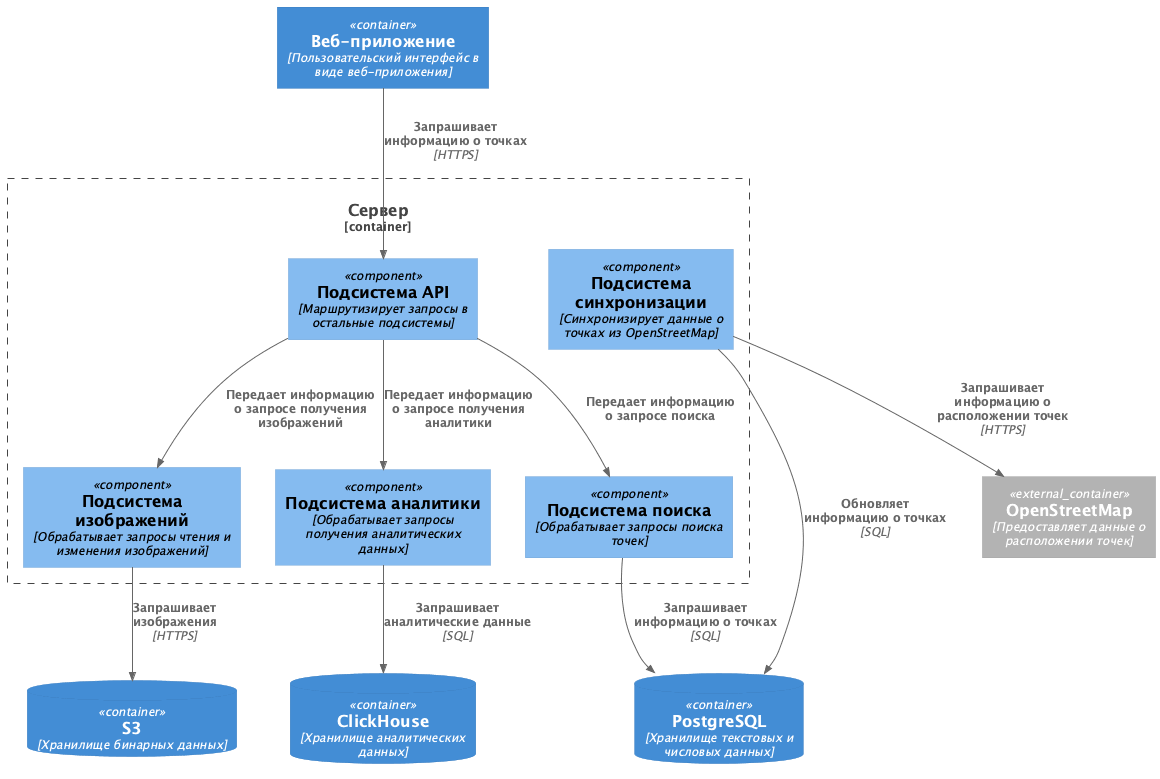 «container»
Веб-приложение
[Пользовательский интерфейс в
виде веб-приложения]
Запрашивает
информацию о точках
[HTTPS]
Сервер
[container]
«component»
Подсистема API
[Маршрутизирует запросы в
остальные подсистемы]
«component»
Подсистема
синхронизации
[Синхронизирует данные о
точках из OpenStreetMap]
Передает информацию
о запросе получения
изображений
Передает информацию
о запросе получения
аналитики
Передает информацию
о запросе поиска
Запрашивает
информацию о
расположении точек
[HTTPS]
«component»
Подсистема
изображений
[Обрабатывает запросы чтения и
изменения изображений]
«component»
Подсистема аналитики
[Обрабатывает запросы
получения аналитических
данных]
«component»
Подсистема поиска
[Обрабатывает запросы поиска
точек]
Обновляет
информацию о точках
[SQL]
«external_container»
OpenStreetMap
[Предоставляет данные о
расположении точек]
Запрашивает
изображения
[HTTPS]
Запрашивает
аналитические данные
[SQL]
Запрашивает
информацию о точках
[SQL]
«container»
S3
[Хранилище бинарных данных]
«container»
ClickHouse
[Хранилище аналитических
данных]
«container»
PostgreSQL
[Хранилище текстовых и
числовых данных]